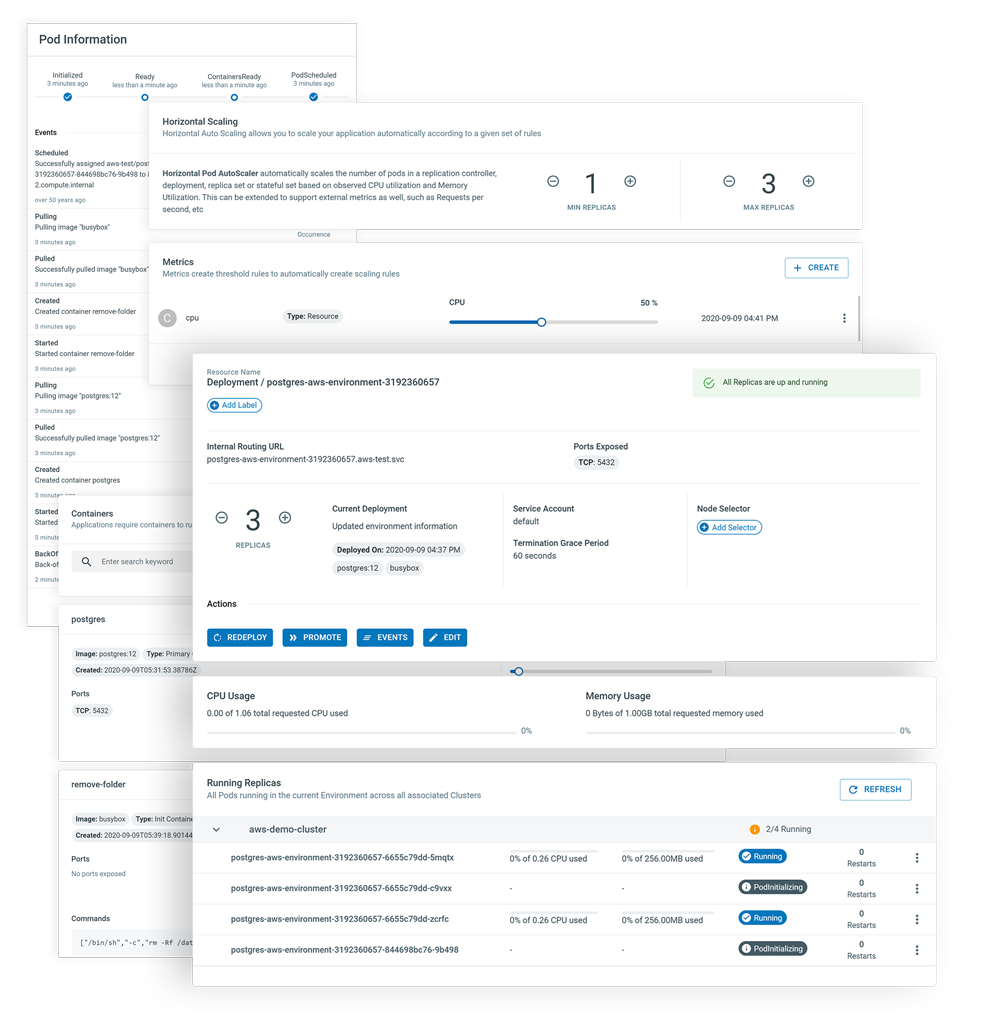 Pod Information
Initialized
3 minutes ago
Ready
less than a minute ago
ContainersReady
less than a minute ago
PodScheduled
3 minutes ago
Events
Scheduled
Successfully assigned aws-test/post
3192360657-844698bc76-9b498 to i
2.compute.internal
over 50 years ago
Pulling
Pulling image "busybox"
3 minutes ago
Pulled
Successfully pulled image "busybox"
3 minutes ago
Created
Created container remove-folder
3 minutes ago
Started
Started container remove-folder
3 minutes ago
Pulling
Pulling image "postgres:12"
3 minutes ago
Pulled
Successfully pulled image "postgres:12"
3 minutes ago
Created
Created container postgres
3 minutes ago
Started
Started
3 minute
BackOf
Back-of
2 minute
Occurrence
Horizontal Scaling
Horizontal Auto Scaling allows you to scale your application automatically according to a given set of rules
Horizontal Pod AutoScaler automatically scales the number of pods in a replication controller,
deployment, replica set or stateful set based on observed CPU utilization and Memory
Utilization. This can be extended to support external metrics as well, such as Requests per
second, etc
1
MIN REPLICAS
3
MAX REPLICAS
Metrics
Metrics create threshold rules to automatically create scaling rules
CREATE
C
cpu
Type: Resource
CPU
50 %
2020-09-09 04:41 PM
Resource Name
Deployment / postgres-aws-environment-3192360657
Add Label
All Replicas are up and running
Internal Routing URL
postgres-aws-environment-3192360657.aws-test.svc
Ports Exposed
TCP: 5432
3
REPLICAS
Current Deployment
Updated environment information
Deployed On: 2020-09-09 04:37 PM
postgres:12 busybox
Service Account
default
Termination Grace Period
60 seconds
Node Selector
Add Selector
Actions
REDEPLOY
PROMOTE
EVENTS
EDIT
Containers
Applications require containers to ru
Enter search keyword
postgres
Image: postgres:12 Type: Primary
Created: 2020-09-09T05:31:53.38786Z
Ports
TCP: 5432
CPU Usage
0.00 of 1.06 total requested CPU used
0%
Memory Usage
0 Bytes of 1.00GB total requested memory used
0%
remove-folder
Image: busybox Type: Init Containe
Created: 2020-09-09T05:39:18.90144
Ports
No ports exposed
Commands
["/bin/sh","-c","rm -Rf /dat
Running Replicas
All Pods running in the current Environment across all associated Clusters
REFRESH
aws-demo-cluster
2/4 Running
postgres-aws-environment-3192360657-6655c79dd-5mqtx
0% of 0.26 CPU used
0% of 256.00MB used
Running
0
Restarts
postgres-aws-environment-3192360657-6655c79dd-c9vxx
-
-
PodInitializing
0
Restarts
postgres-aws-environment-3192360657-6655c79dd-zcrfc
0% of 0.26 CPU used
0% of 256.00MB used
Running
0
Restarts
postgres-aws-environment-3192360657-844698bc76-9b498
-
-
PodInitializing
0
Restarts